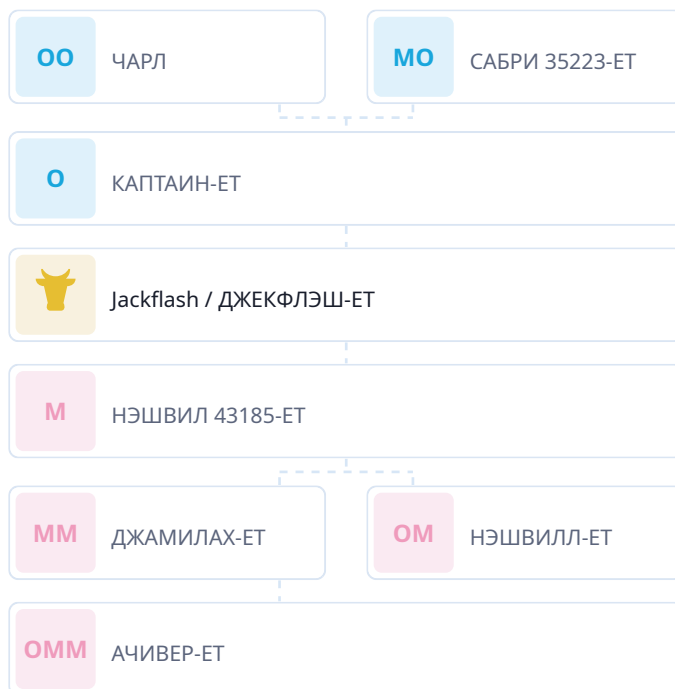 ОО ЧАРЛ
МО САБРИ 35223-ЕТ
О КАПТАИН-ЕТ
Jackflash / ДЖЕКФЛЭШ-ЕТ
М НЭШВИЛ 43185-ЕТ
ММ ДЖАМИЛАХ-ЕТ
ОМ НЭШВИЛЛ-ЕТ
ОММ АЧИВЕР-ЕТ